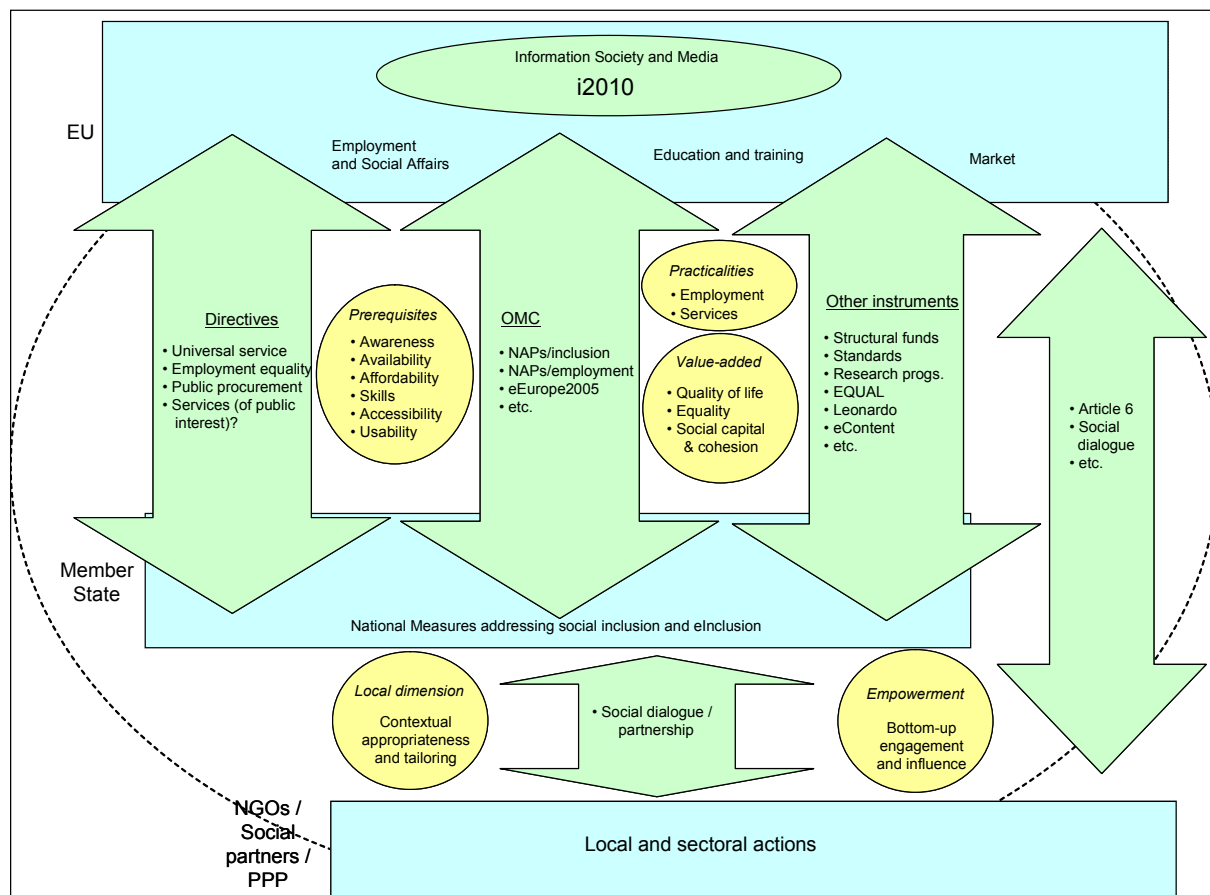 Information Society and Media
i2010
EU
Employment
and Social Affairs
Education and training
Market
Directives
• Universal service
• Employment equality
• Public procurement
• Services (of public
interest)?
Prerequisites
• Awareness
• Availability
• Affordability
• Skills
• Accessibility
• Usability
OMC
• NAPs/inclusion
• NAPs/employment
• eEurope2005
• etc.
Practicalities
• Employment
• Services
Value-added
• Quality of life
• Equality
• Social capital
& cohesion
Other instruments
• Structural funds
• Standards
• Research progs.
• EQUAL
• Leonardo
• eContent
• etc.
• Article 6
• Social
dialogue
• etc.
Member
State
National Measures addressing social inclusion and eInclusion
Local dimension
Contextual
appropriateness
and tailoring
• Social dialogue /
partnership
Empowerment
Bottom-up
engagement
and influence
NGOs /
Social
partners /
PPP
Local and sectoral actions